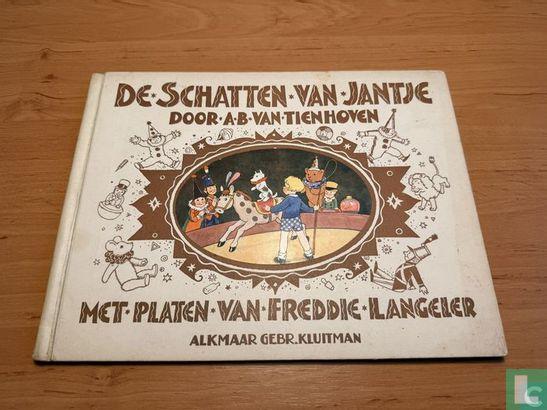 DE·SCHATTEN·VAN·JANTJE
DOOR·A·B·VAN·TIENHOVEN
MET·PLATEN·VAN·FREDDIE·LANGELER
ALKMAAR GEBR. KLUITMAN